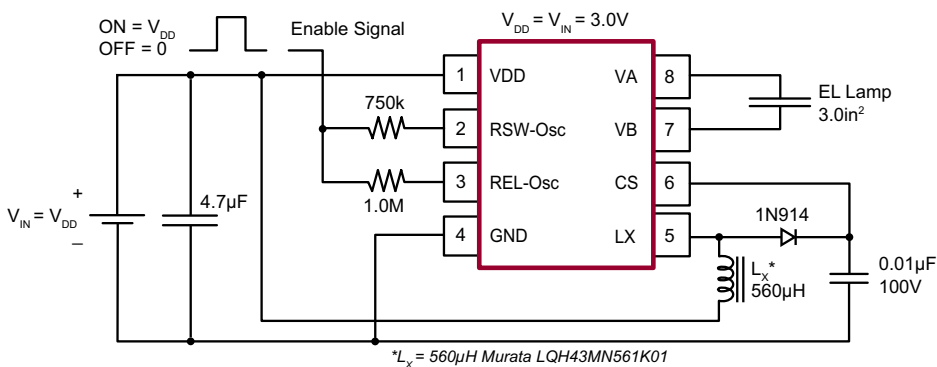 V_DD = V_IN = 3.0V
ON = V_DD
OFF = 0
Enable Signal
1 VDD
VA 8
750k
2 RSW-Osc
VB 7
EL Lamp
3.0in²
3 REL-Osc
CS 6
1.0M
4.7µF
+
V_IN = V_DD
–
4 GND
LX 5
1N914
L_X*
560µH
0.01µF
100V
*L_X = 560µH Murata LQH43MN561K01